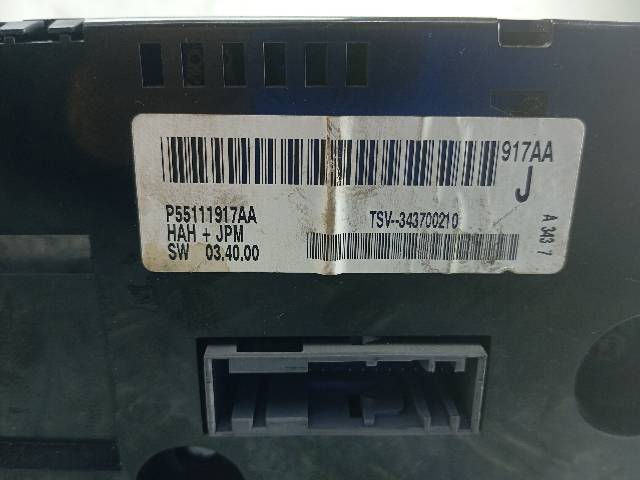 917AA
J
P55111917AA
HAH + JPM
SW 03.40.00
TSV--343700210
A 343 7